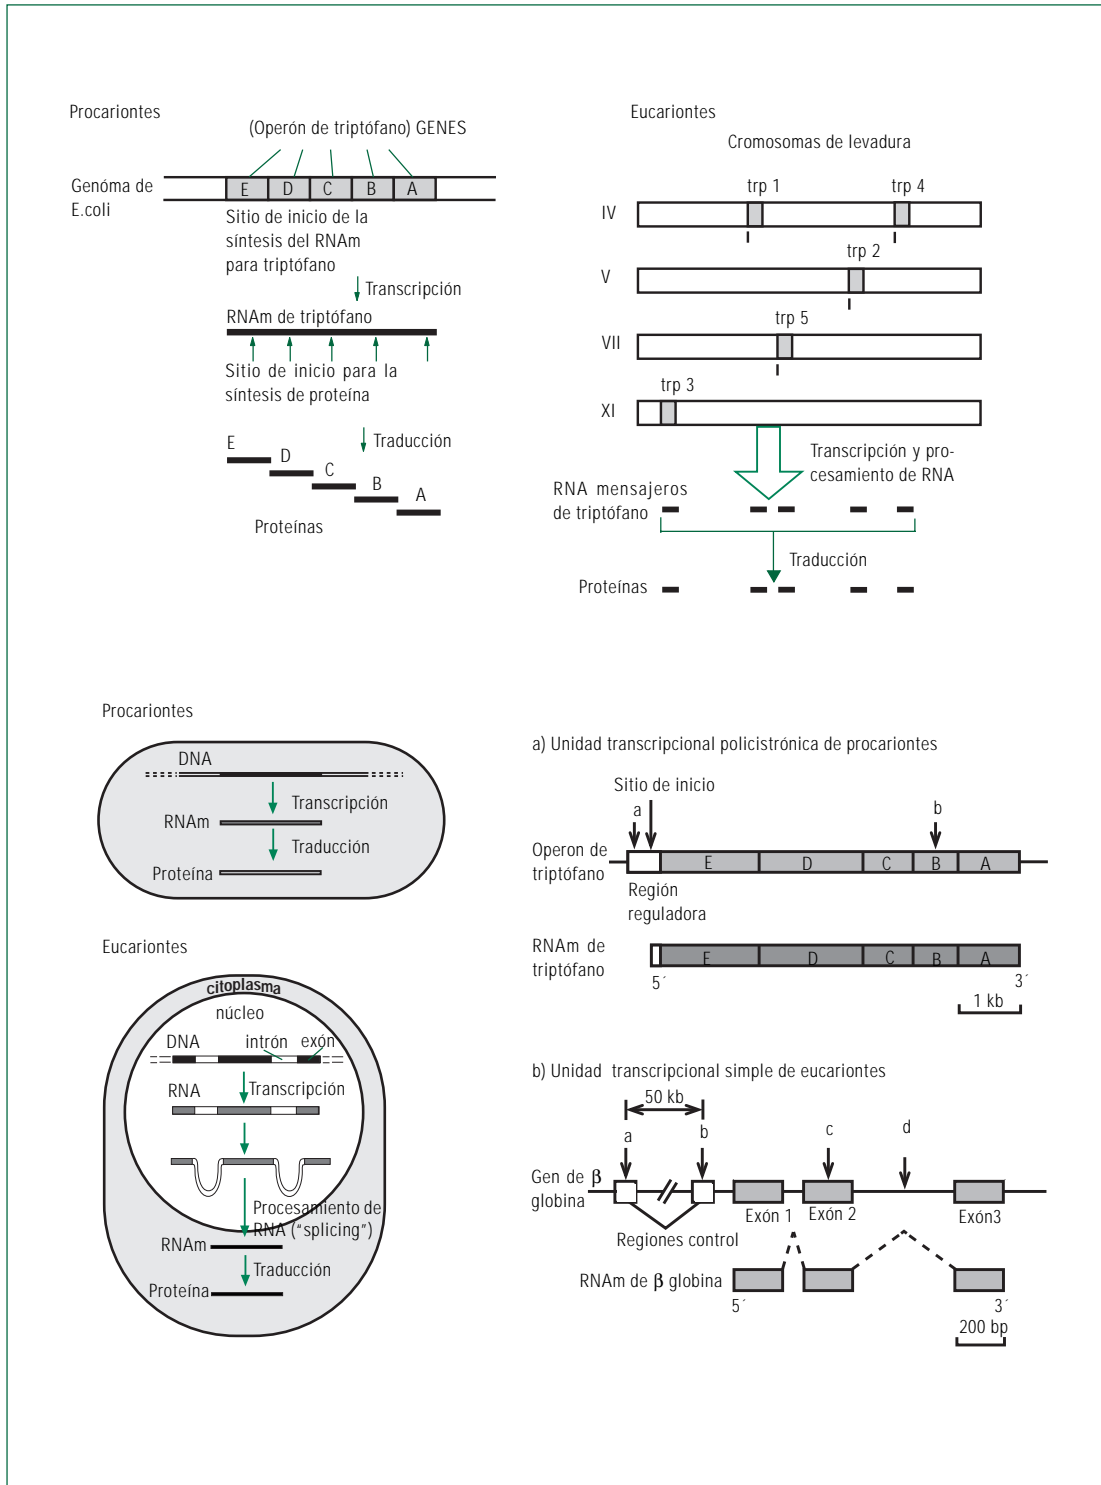 Procariontes
(Operón de triptófano) GENES
Genóma de
E.coli
E D C B A
Sitio de inicio de la
síntesis del RNAm
para triptófano
Transcripción
RNAm de triptófano
Sitio de inicio para la
síntesis de proteína
Traducción
E
D
C
B
A
Proteínas
Eucariontes
Cromosomas de levadura
trp 1 trp 4
IV
trp 2
V
trp 5
VII
trp 3
XI
Transcripción y pro-
cesamiento de RNA
RNA mensajeros
de triptófano
Traducción
Proteínas
Procariontes
DNA
Transcripción
RNAm
Traducción
Proteína
Eucariontes
citoplasma
núcleo
DNA intrón exón
RNA Transcripción
Procesamiento de
RNA ("splicing")
RNAm
Traducción
Proteína
a) Unidad transcripcional policistrónica de procariontes
Sitio de inicio
a b
Operon de
triptófano
E D C B A
Región
reguladora
RNAm de
triptófano
E D C B A
5´ 3´
1 kb
b) Unidad transcripcional simple de eucariontes
50 kb
a b c d
Gen de β
globina
Exón 1 Exón 2 Exón3
Regiones control
RNAm de β globina
5´ 3´
200 bp